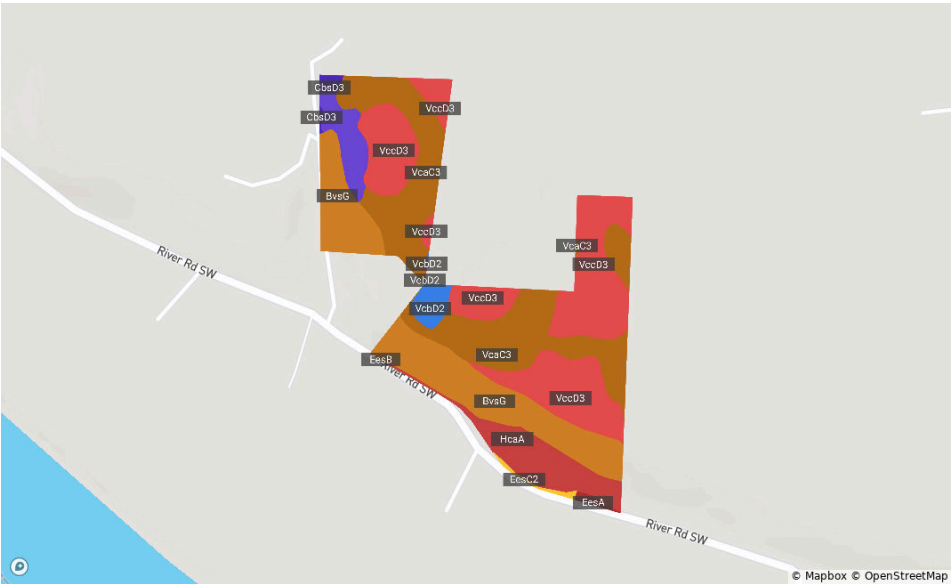 CbsD3
VccD3
CbsD3
VccD3
VcaC3
BvsG
VccD3
VcaC3
River Rd SW
VcbD2
VccD3
VcbD2
VccD3
VcbD2
VcaC3
EesB
River Rd SW
VccD3
BvsG
HcaA
EesC2
EesA
River Rd SW
© Mapbox © OpenStreetMap